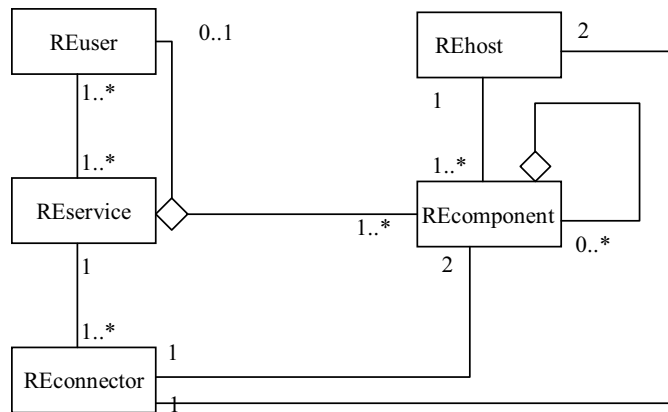 REuser
0..1
REhost
2
1..*
1
1..*
1..*
REservice
REcomponent
1..*
0..*
1
2
1..*
1
REconnector
1